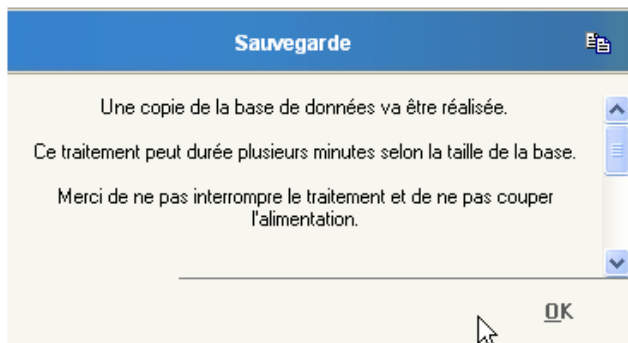 Sauvegarde
Une copie de la base de données va être réalisée.
Ce traitement peut durée plusieurs minutes selon la taille de la base.
Merci de ne pas interrompre le traitement et de ne pas couper
l'alimentation.
OK